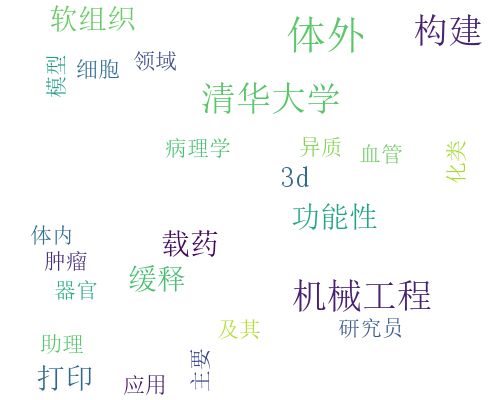 软组织
体外
构建
模型
细胞
领域
清华大学
病理学
异质
血管
化类
3d
功能性
体内
载药
肿瘤
缓释
器官
机械工程
及其
研究员
助理
打印
应用
主要